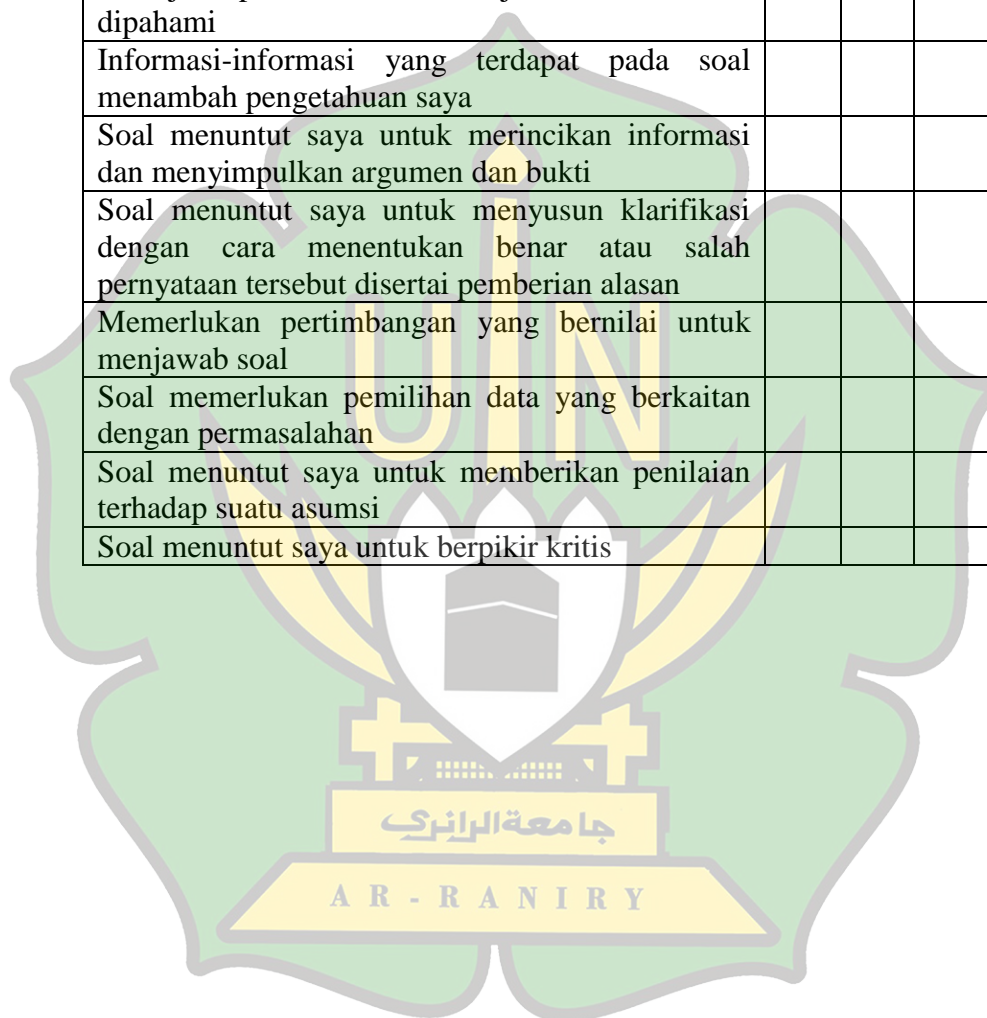 dipahami
Informasi-informasi yang terdapat pada soal
menambah pengetahuan saya
Soal menuntut saya untuk merincikan informasi
dan menyimpulkan argumen dan bukti
Soal menuntut saya untuk menyusun klarifikasi
dengan cara menentukan benar atau salah
pernyataan tersebut disertai pemberian alasan
Memerlukan pertimbangan yang bernilai untuk
menjawab soal
Soal memerlukan pemilihan data yang berkaitan
dengan permasalahan
Soal menuntut saya untuk memberikan penilaian
terhadap suatu asumsi
Soal menuntut saya untuk berpikir kritis
UIN
جامعة الرانري
AR-RANIRY